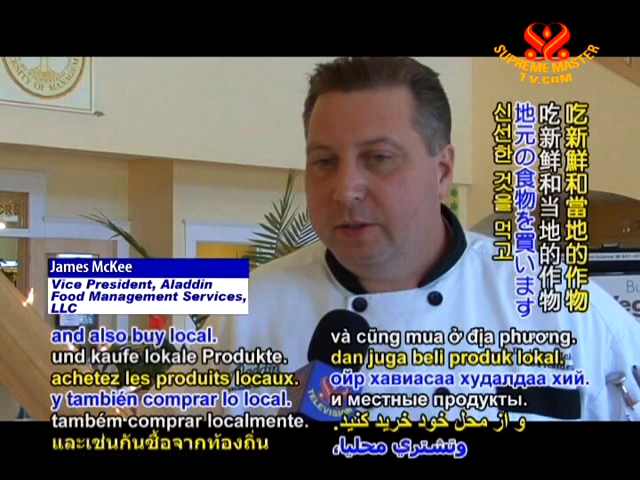 SUPREME MASTER
TV.COM
吃新鮮和當地的作物
吃新鮮和当地的作物
地元の食物を買います
신선한 것을 먹고
James McKee
Vice President, Aladdin
Food Management Services,
LLC
and also buy local.
und kaufe lokale Produkte.
achetez les produits locaux.
y también comprar lo local.
também comprar localmente.
และเช่นกันซื้อจากท้องถิ่น
và cũng mua ở địa phương.
dan juga beli produk lokal.
ойр хавиасаа худалдаа хий.
и местные продукты.
و از محل خود خرید کنید.
وتشتري محليا،